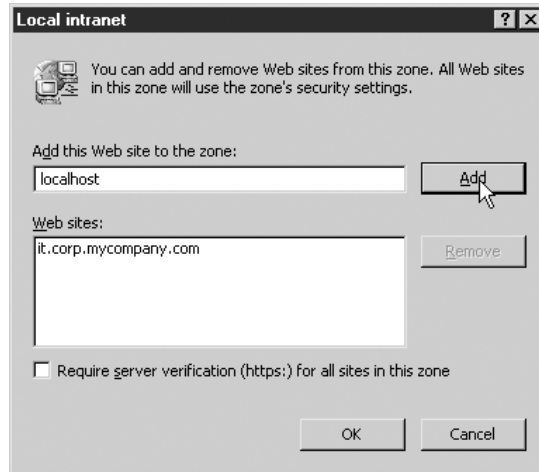 Local intranet
You can add and remove Web sites from this zone. All Web sites
in this zone will use the zone's security settings.
Add this Web site to the zone:
localhost
Add
Web sites:
it.corp.mycompany.com
Remove
Require server verification (https:) for all sites in this zone
OK
Cancel